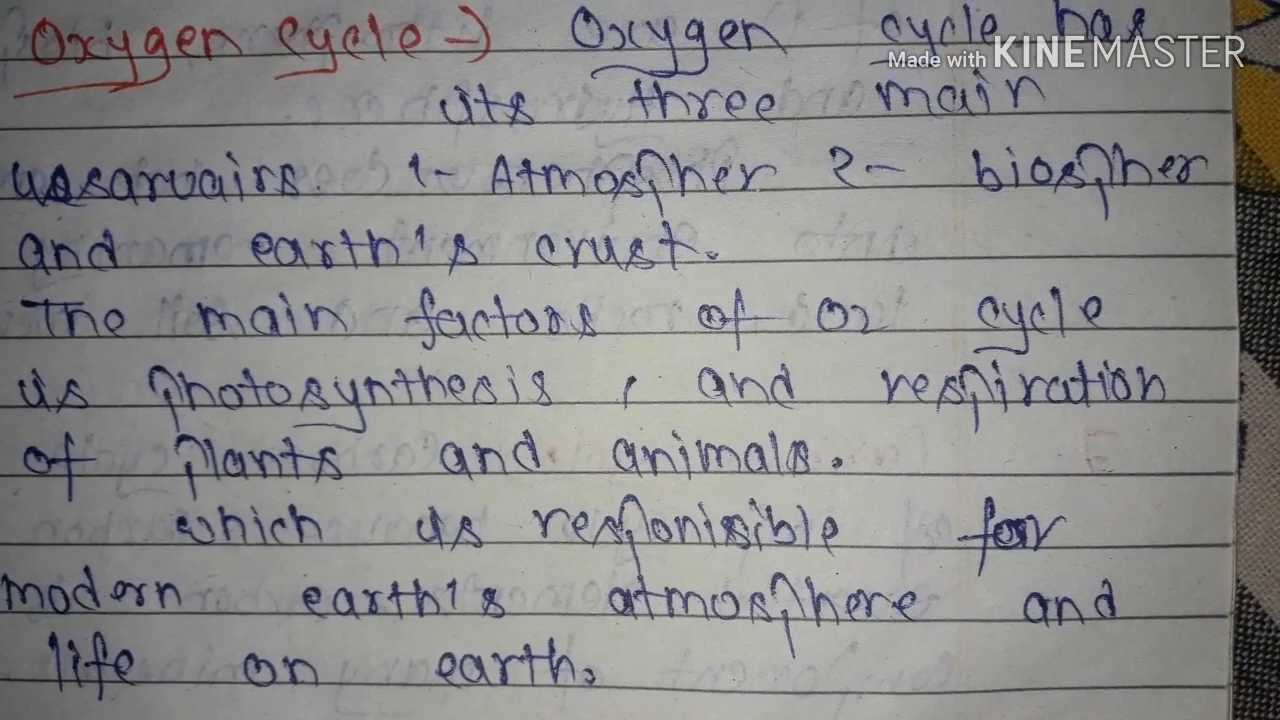 Oxygen cycle → Oxygen cycle has
Made with KINEMASTER
its three main
resarvairs. 1- Atmospher 2- biospher
and earth's crust.
The main factors of O2 cycle
is photosynthesis, and respiration
of plants and animals.
which is responisible for
modern earth's atmosphere and
life on earth.